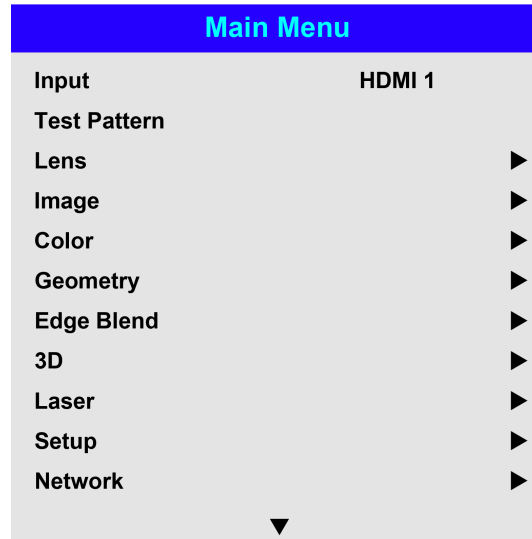 Main Menu
Input HDMI 1
Test Pattern
Lens
Image
Color
Geometry
Edge Blend
3D
Laser
Setup
Network